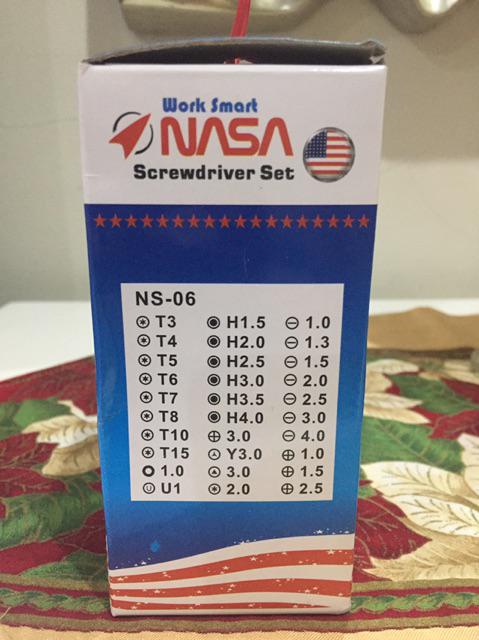 Work Smart
NASA
Screwdriver Set
NS-06
T3 H1.5 1.0
T4 H2.0 1.3
T5 H2.5 1.5
T6 H3.0 2.0
T7 H3.5 2.5
T8 H4.0 3.0
T10 3.0 4.0
T15 Y3.0 1.0
1.0 3.0 1.5
U1 2.0 2.5